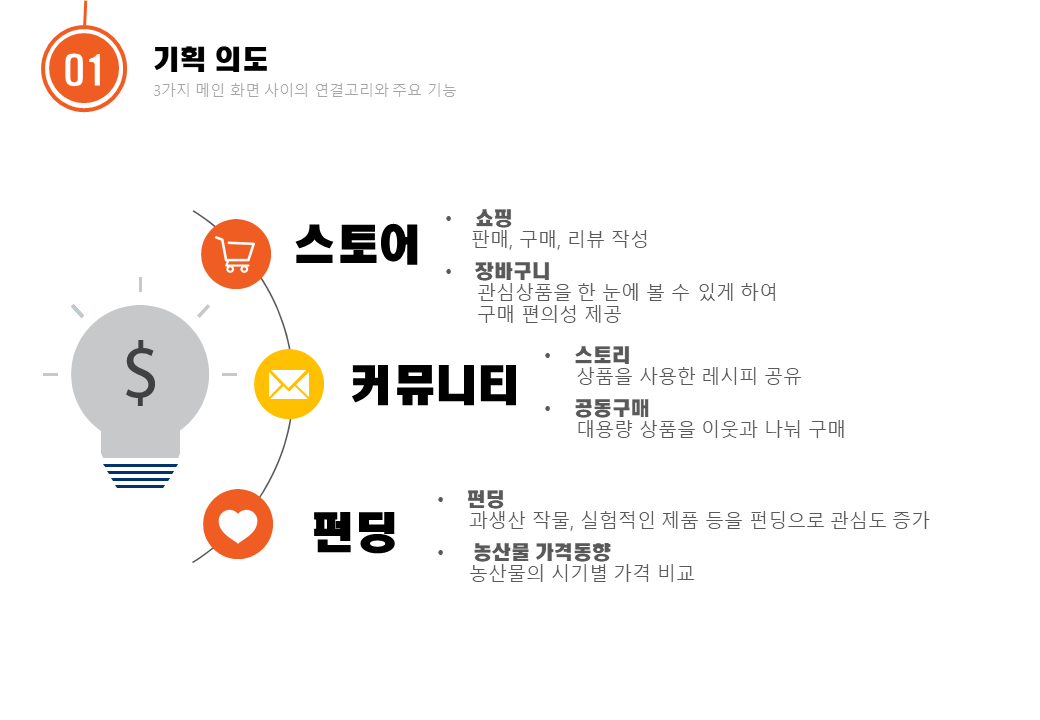 01
기획 의도
3가지 메인 화면 사이의 연결고리와 주요 기능
$
스토어
• 쇼핑
판매, 구매, 리뷰 작성
• 장바구니
관심상품을 한 눈에 볼 수 있게 하여
구매 편의성 제공
커뮤니티
• 스토리
상품을 사용한 레시피 공유
• 공동구매
대용량 상품을 이웃과 나눠 구매
펀딩
• 펀딩
과생산 작물, 실험적인 제품 등을 펀딩으로 관심도 증가
• 농산물 가격동향
농산물의 시기별 가격 비교